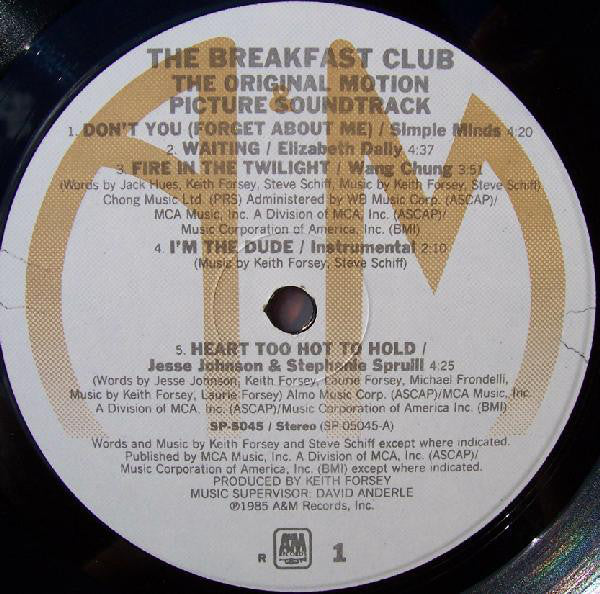 THE BREAKFAST CLUB
THE ORIGINAL MOTION
PICTURE SOUNDTRACK
1. DON'T YOU (FORGET ABOUT ME) / Simple Minds 4:20
2. WAITING / Elizabeth Daily 4:37
3. FIRE IN THE TWILIGHT / Wang Chung 3:51
(Words by Jack Hues, Keith Forsey, Steve Schiff, Music by Keith Forsey, Steve Schiff)
Chong Music Ltd. (PRS) Administered by WB Music Corp. (ASCAP)/
MCA Music, Inc. A Division of MCA, Inc. (ASCAP)/
Music Corporation of America, Inc. (BMI)
4. I'M THE DUDE / Instrumental 2:10
(Musiz by Keith Forsey, Steve Schiff)
5. HEART TOO HOT TO HOLD /
Jesse Johnson & Stephanie Spruill 4:25
(Words by Jesse Johnson, Keith Forsey, Laurie Forsey, Michael Frondelli,
Music by Keith Forsey, Laurie Forsey) Almo Music Corp. (ASCAP)/MCA Music, Inc.
A Division of MCA, Inc. (ASCAP)/Music Corporation of America Inc. (BMI)
SP-5045 / Stereo (SP-05045-A)
Words and Music by Keith Forsey and Steve Schiff except where indicated.
Published by MCA Music, Inc. A Division of MCA, Inc. (ASCAP)/
Music Corporation of America, Inc. (BMI) except where indicated.
PRODUCED BY KEITH FORSEY
MUSIC SUPERVISOR: DAVID ANDERLE
℗1985 A&M Records, Inc.
R A&M RECORDS 1